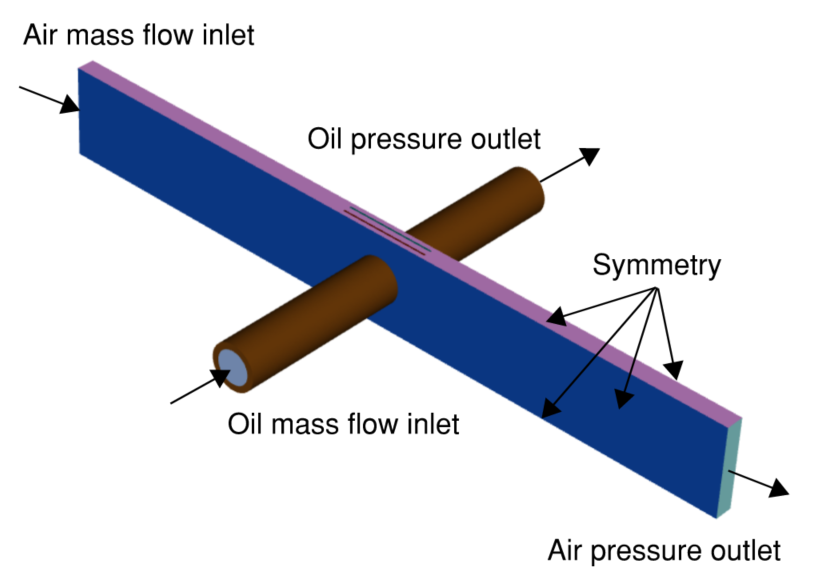 Air mass flow inlet
Oil pressure outlet
Symmetry
Oil mass flow inlet
Air pressure outlet